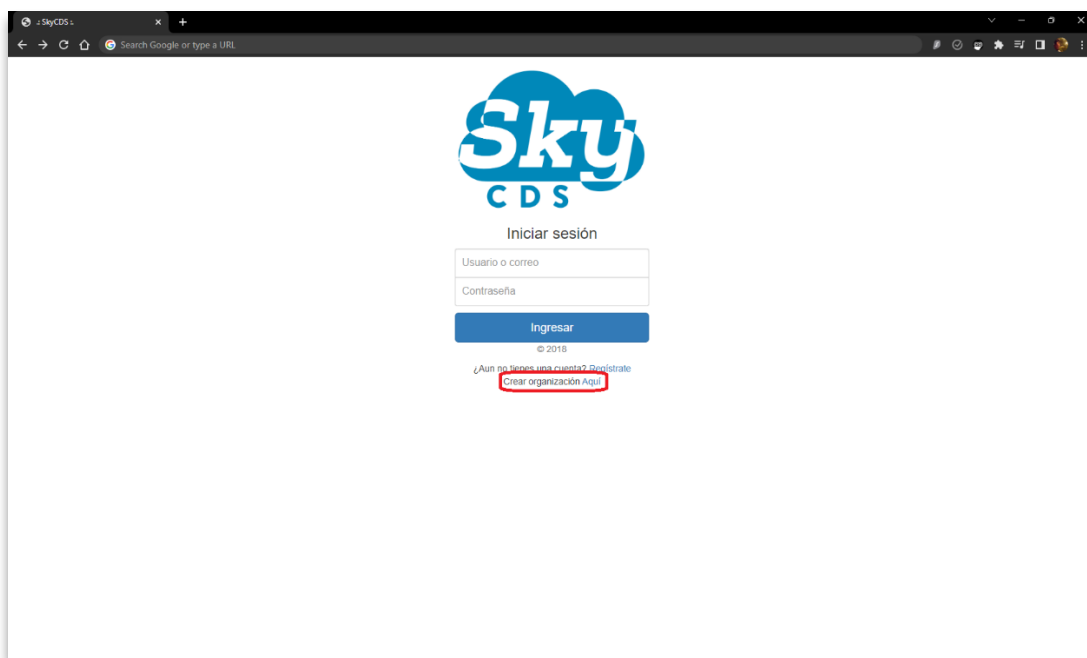 .: SkyCDS :.
Search Google or type a URL
Sky
CDS
Iniciar sesión
Usuario o correo
Contraseña
Ingresar
© 2018
¿Aun no tienes una cuenta? Regístrate
Crear organización Aquí